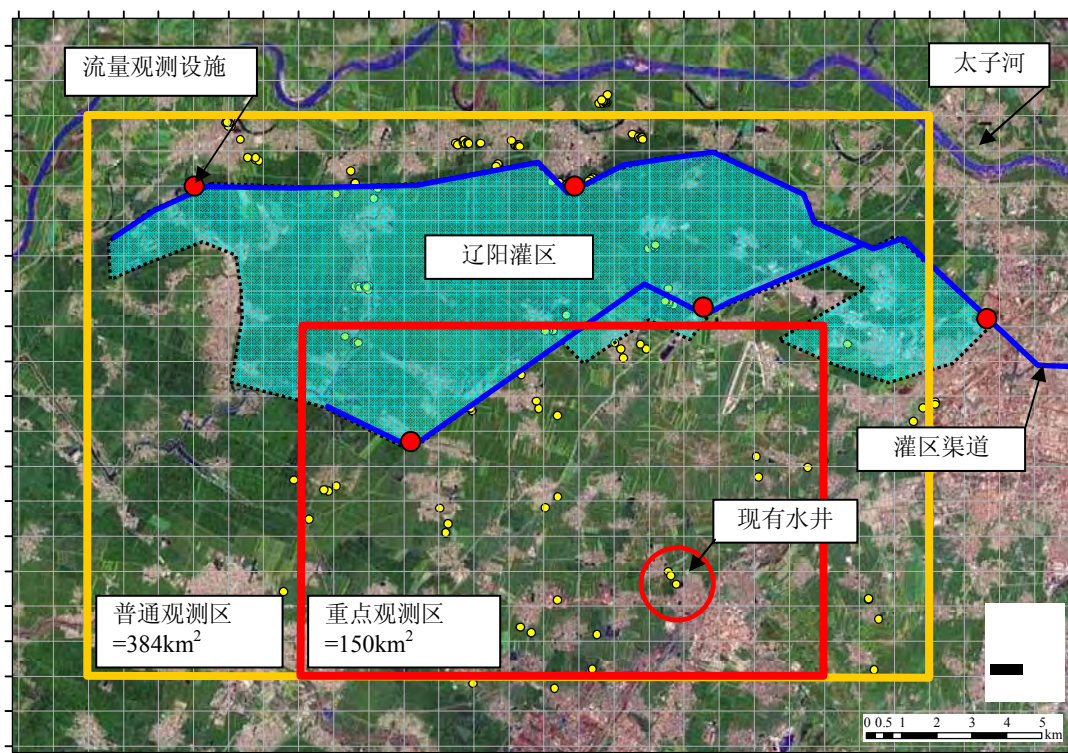 流量观测设施
太子河
辽阳灌区
灌区渠道
现有水井
普通观测区
=384km²
重点观测区
=150km²
0 0.5 1 2 3 4 5
km